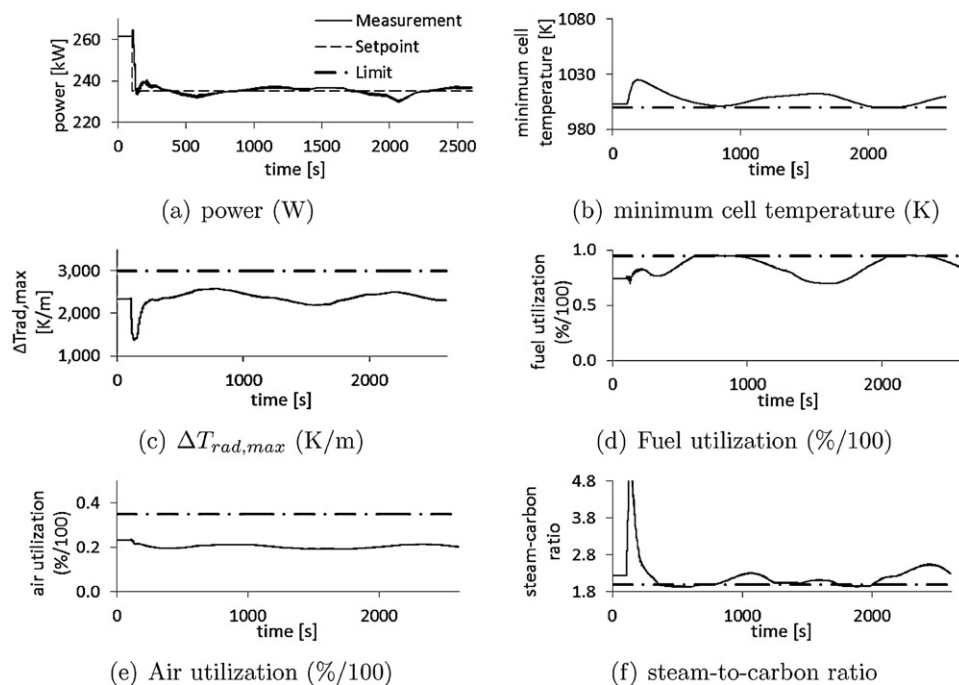 Measurement
Setpoint
Limit
power [kW]
260
240
220
0 500 1000 1500 2000 2500
time [s]
(a) power (W)
minimum cell
temperature [K]
1080
1030
980
0 1000 2000
time [s]
(b) minimum cell temperature (K)
ΔTrad,max
[K/m]
3,000
2,000
1,000
0 1000 2000
time [s]
(c) ΔT_{rad,max} (K/m)
fuel utilization
(%/100)
1.0
0.5
0.0
0 1000 2000
time [s]
(d) Fuel utilization (%/100)
air utilization
(%/100)
0.4
0.2
0.0
0 1000 2000
time [s]
(e) Air utilization (%/100)
steam-carbon
ratio
4.8
3.8
2.8
1.8
0 1000 2000
time [s]
(f) steam-to-carbon ratio